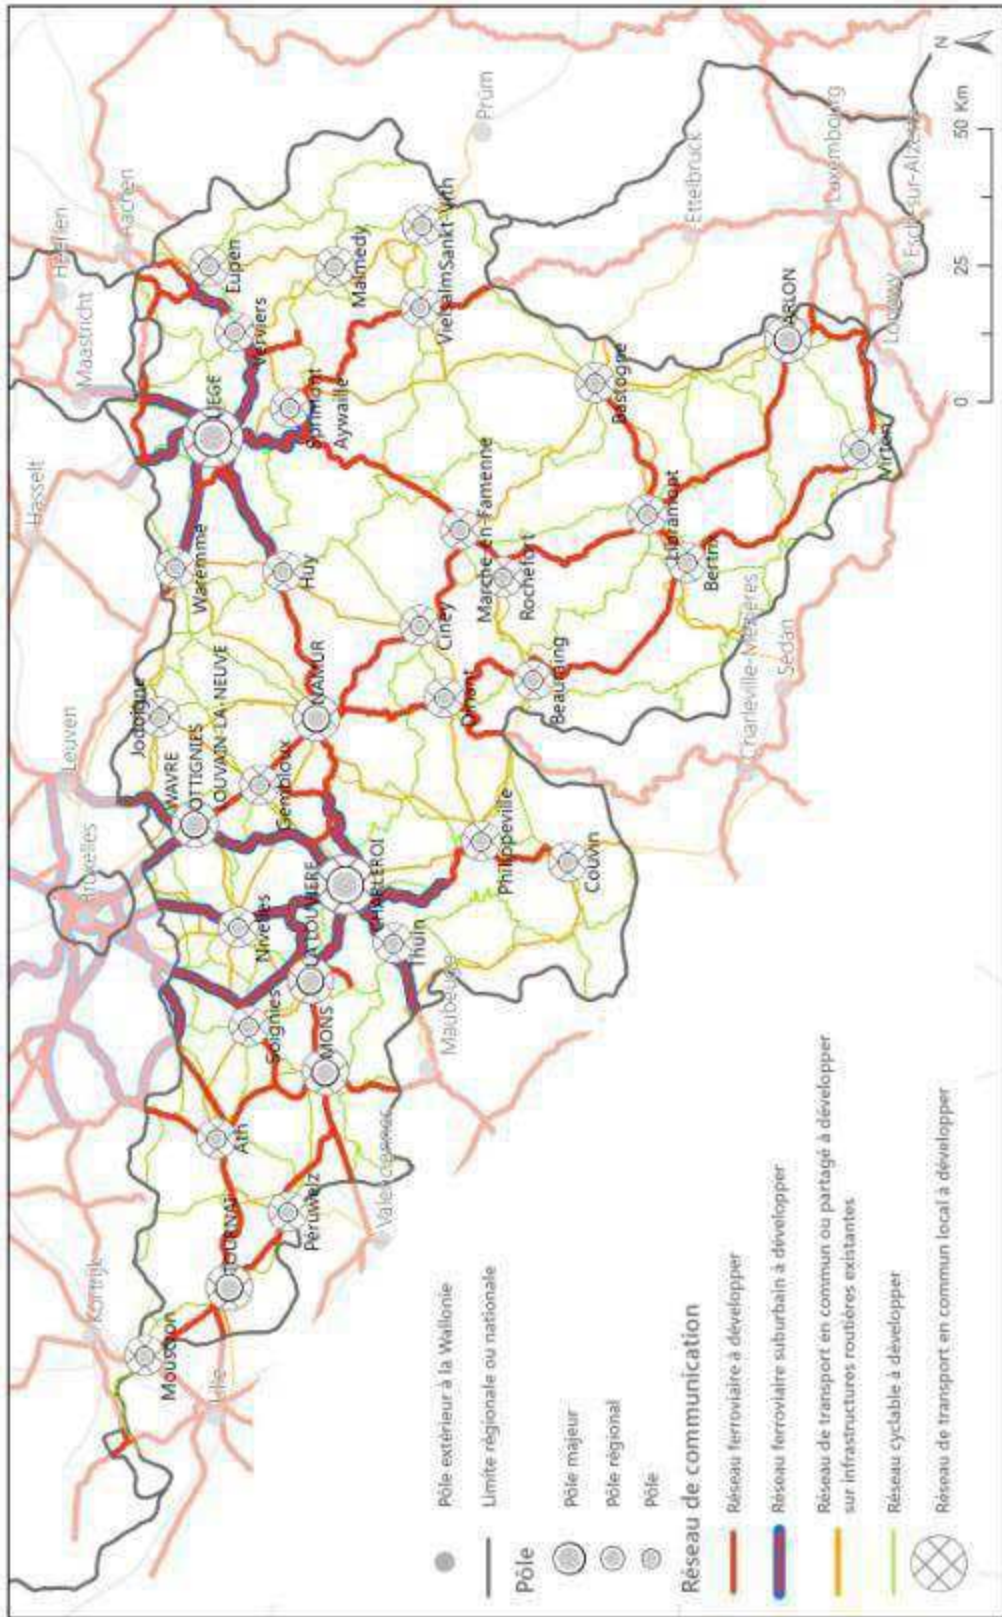 Kortrijk
Lille
Mouscron
TOURNAI
Péruwelz
Valenciennes
Ath
MONS
Soignies
LA LOUVIERE
Maubeuge
Thuin
Nivelles
CHARLEROI
Bruxelles
Leuven
WAVRE
OTTIGNIES
LOUVAIN-LA-NEUVE
Gembloux
Jodoigne
NAMUR
Philippeville
Couvin
Dinant
Ciney
Beauraing
Rochefort
Marche-en-Famenne
Charleville-Mézières
Sedan
Hasselt
Waremme
Huy
LIEGE
Maastricht
Heerlen
Aachen
Verviers
Eupen
Sprimont
Aywaille
Malmedy
Vielsalm
Sankt-Vith
Prüm
Bastogne
Libramont
Bertrix
Virton
ARLON
Longwy
Ettelbruck
Luxembourg
Esch-sur-Alzette
0 25 50 Km
N
Pôle extérieur à la Wallonie
Limite régionale ou nationale
Pôle
Pôle majeur
Pôle régional
Pôle
Réseau de communication
Réseau ferroviaire à développer
Réseau ferroviaire suburbain à développer
Réseau de transport en commun ou partagé à développer
sur infrastructures routières existantes
Réseau cyclable à développer
Réseau de transport en commun local à développer